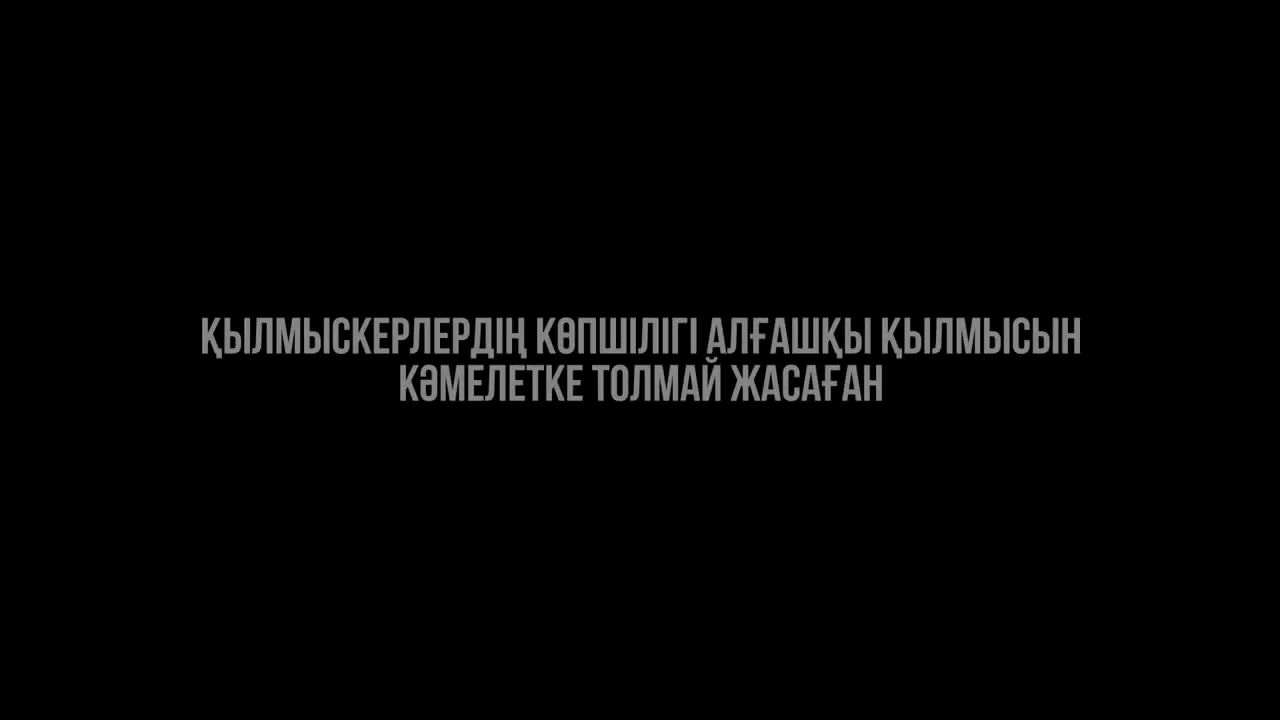 ҚЫЛМЫСКЕРЛЕРДІҢ КӨПШІЛІГІ АЛҒАШҚЫ ҚЫЛМЫСЫН
КӘМЕЛЕТКЕ ТОЛМАЙ ЖАСАҒАН